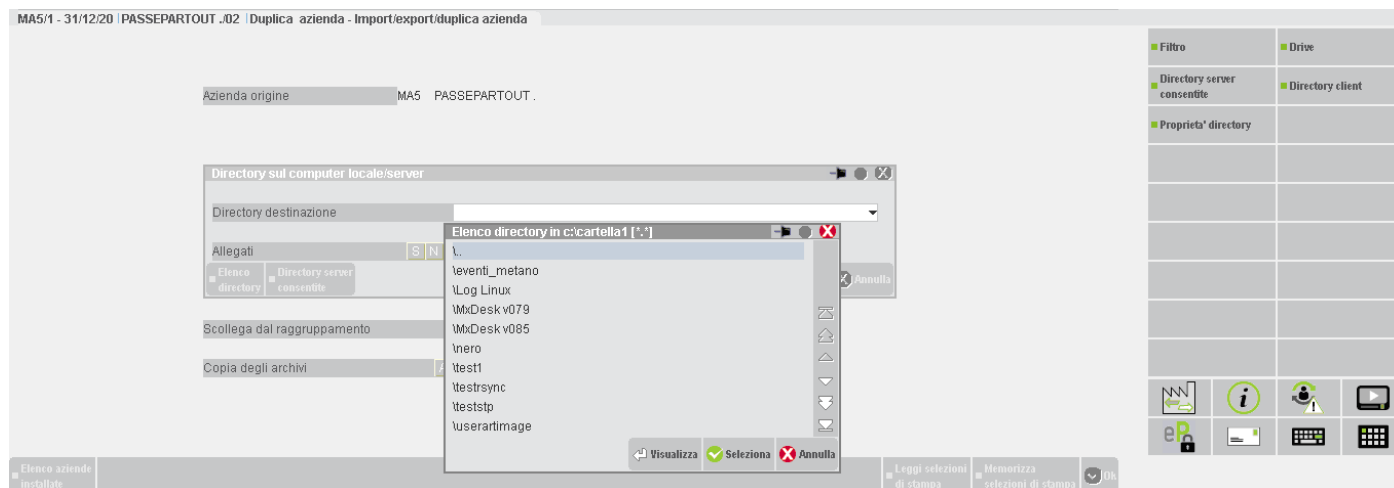 MA5/1 - 31/12/20 |PASSEPARTOUT ./02 |Duplica azienda - Import/export/duplica azienda
Filtro
Drive
Directory server
consentite
Directory client
Proprieta' directory
Azienda origine MA5 PASSEPARTOUT .
Directory sul computer locale/server
Directory destinazione
Allegati S N
Elenco
directory
Directory server
consentite
Annulla
Elenco directory in c:\cartella1 [*.*]
\..
\eventi_metano
\Log Linux
\MxDesk v079
\MxDesk v085
\nero
\test1
\testrsync
\teststp
\userartimage
Visualizza Seleziona Annulla
Scollega dal raggruppamento
Copia degli archivi A
Elenco aziende
installate
Leggi selezioni
di stampa
Memorizza
selezioni di stampa
Ok
i
eP